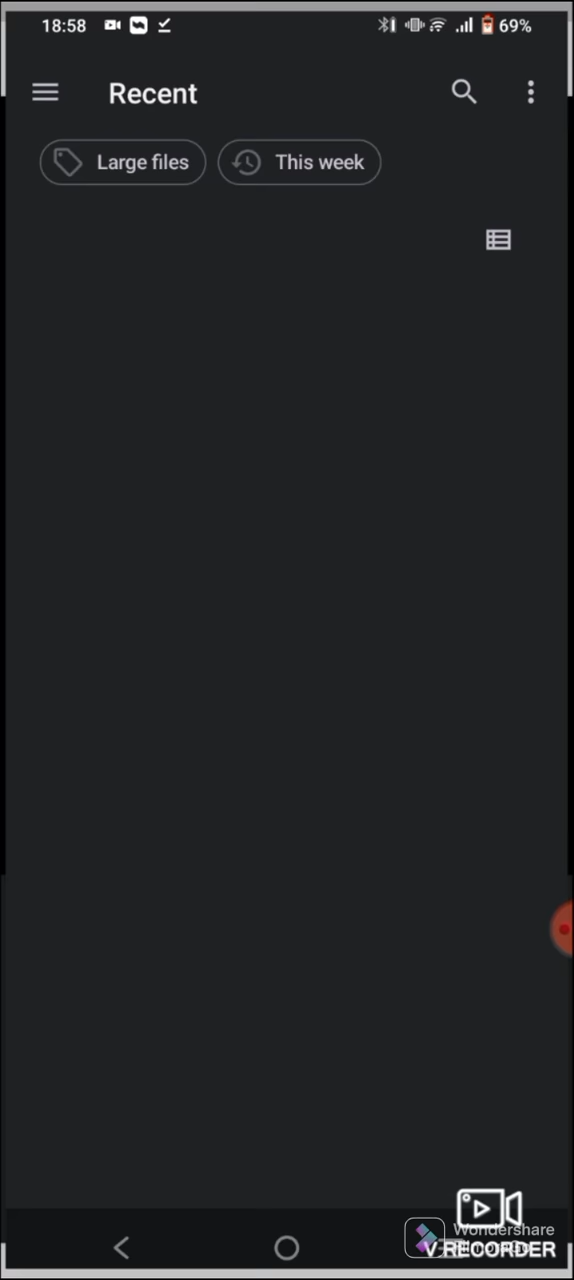 18:58
69%
Recent
Large files
This week
Wondershare
V RECORDER